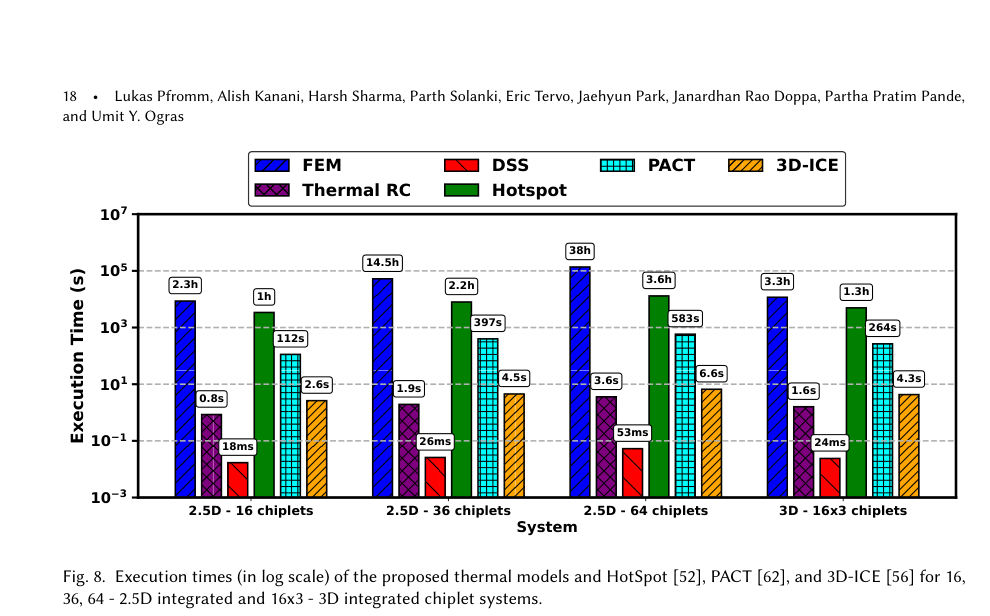 18 • Lukas Pfromm, Alish Kanani, Harsh Sharma, Parth Solanki, Eric Tervo, Jaehyun Park, Janardhan Rao Doppa, Partha Pratim Pande,
and Umit Y. Ogras
FEM DSS PACT 3D-ICE
Thermal RC Hotspot
Execution Time (s)
10^7
10^5
10^3
10^1
10^−1
10^−3
2.3h 0.8s 18ms 1h 112s 2.6s
14.5h 1.9s 26ms 2.2h 397s 4.5s
38h 3.6s 53ms 3.6h 583s 6.6s
3.3h 1.6s 24ms 1.3h 264s 4.3s
2.5D - 16 chiplets 2.5D - 36 chiplets 2.5D - 64 chiplets 3D - 16x3 chiplets
System
Fig. 8. Execution times (in log scale) of the proposed thermal models and HotSpot [52], PACT [62], and 3D-ICE [56] for 16,
36, 64 - 2.5D integrated and 16x3 - 3D integrated chiplet systems.